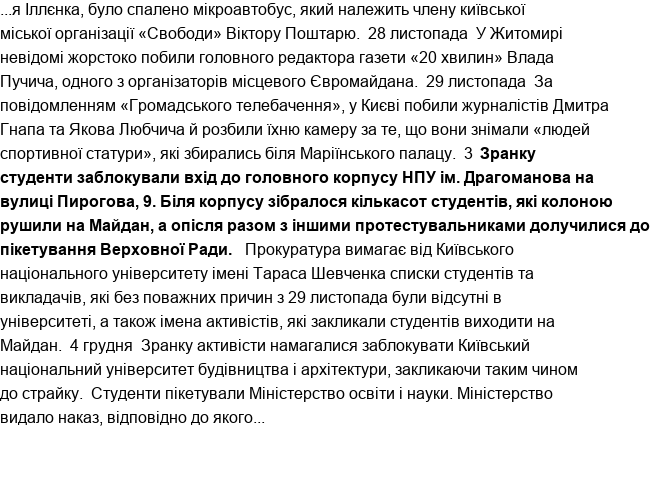 ...я Іллєнка, було спалено мікроавтобус, який належить члену київської
міської організації «Свободи» Віктору Поштарю.  28 листопада  У Житомирі
невідомі жорстоко побили головного редактора газети «20 хвилин» Влада
Пучича, одного з організаторів місцевого Євромайдана.  29 листопада  За
повідомленням «Громадського телебачення», у Києві побили журналістів Дмитра
Гнапа та Якова Любчича й розбили їхню камеру за те, що вони знімали «людей
спортивної статури», які збирались біля Маріїнського палацу.  3  Зранку
студенти заблокували вхід до головного корпусу НПУ ім. Драгоманова на
вулиці Пирогова, 9. Біля корпусу зібралося кількасот студентів, які колоною
рушили на Майдан, а опісля разом з іншими протестувальниками долучилися до
пікетування Верховної Ради.   Прокуратура вимагає від Київського
національного університету імені Тараса Шевченка списки студентів та
викладачів, які без поважних причин з 29 листопада були відсутні в
університеті, а також імена активістів, які закликали студентів виходити на
Майдан.  4 грудня  Зранку активісти намагалися заблокувати Київський
національний університет будівництва і архітектури, закликаючи таким чином
до страйку.  Студенти пікетували Міністерство освіти і науки. Міністерство
видало наказ, відповідно до якого...